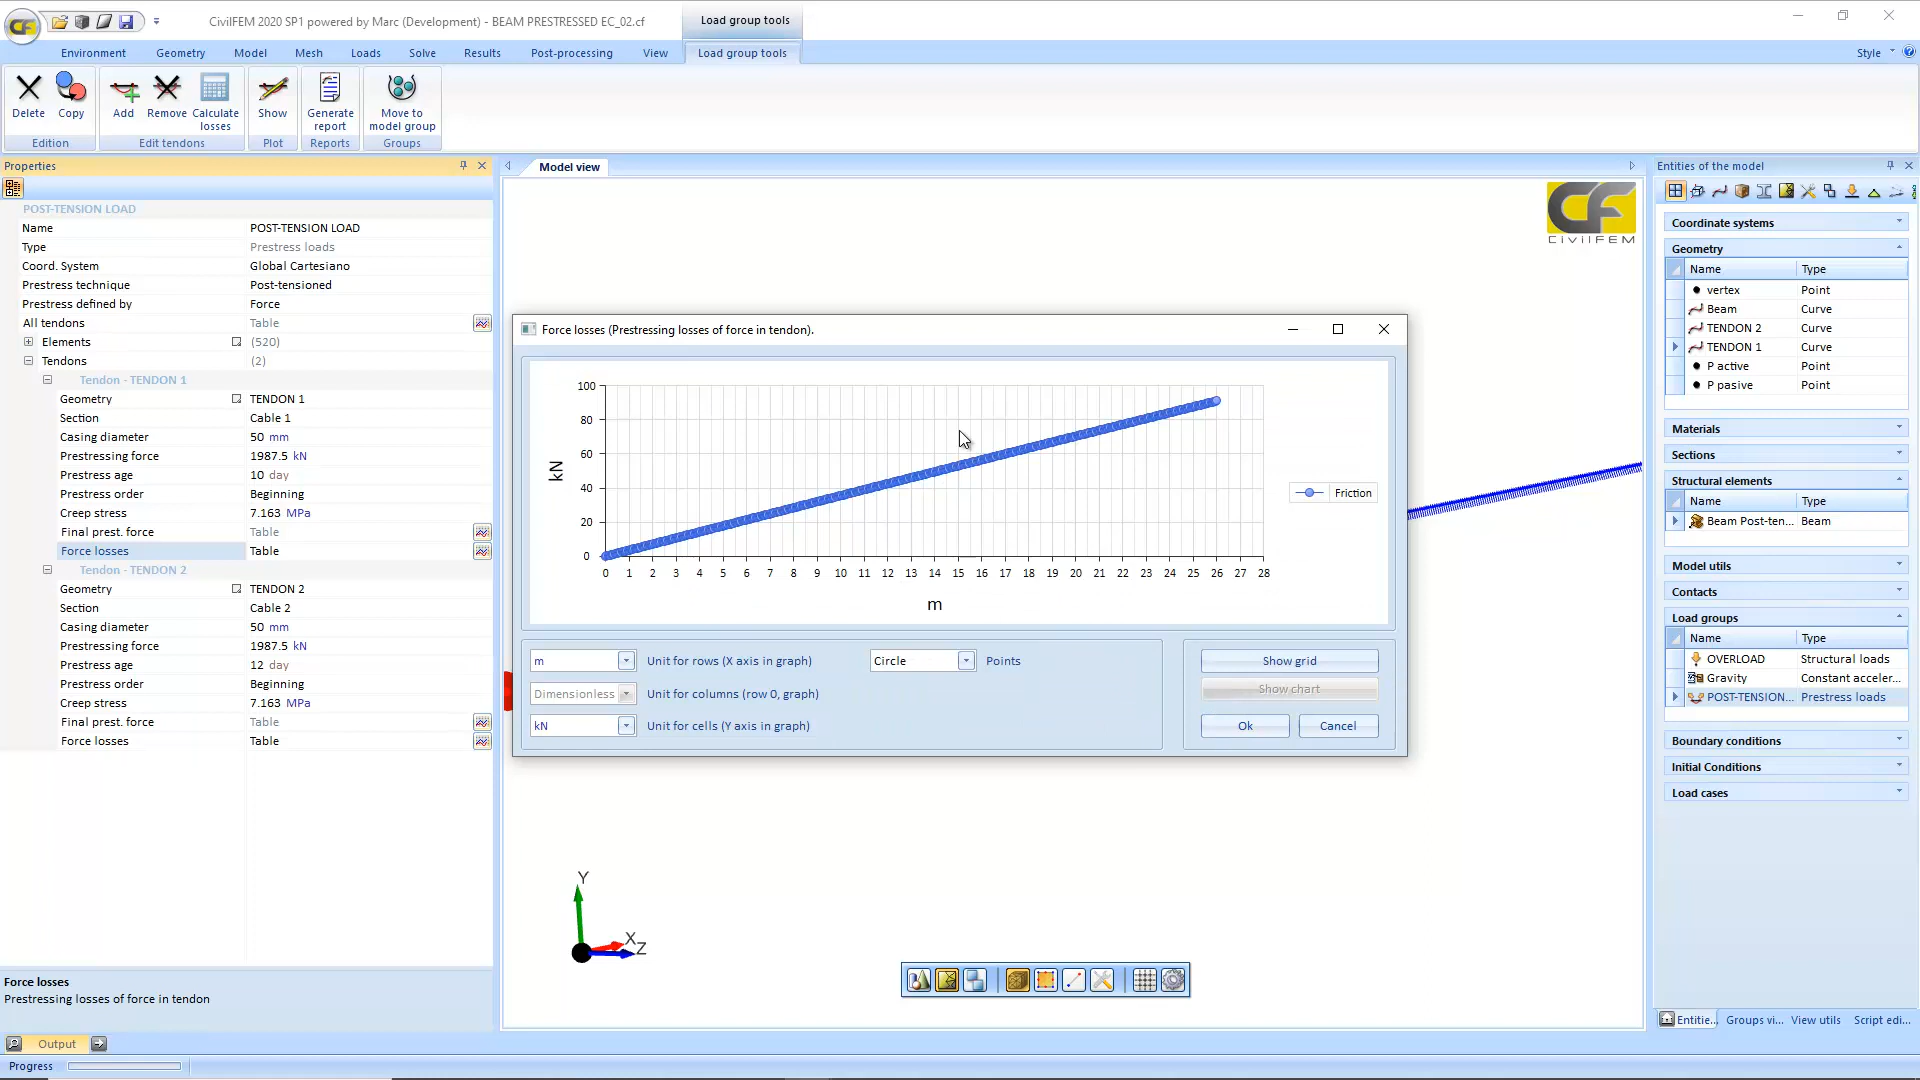 CivilFEM 2020 SP1 powered by Marc (Development) - BEAM PRESTRESSED EC_02.cf
Load group tools
Environment Geometry Model Mesh Loads Solve Results Post-processing View Load group tools Style
Delete Copy Add Remove Calculate losses Show Generate report Move to model group
Edition Edit tendons Plot Reports Groups
Properties
POST-TENSION LOAD
Name POST-TENSION LOAD
Type Prestress loads
Coord. System Global Cartesiano
Prestress technique Post-tensioned
Prestress defined by Force
All tendons Table
Elements (520)
Tendons (2)
Tendon - TENDON 1
Geometry TENDON 1
Section Cable 1
Casing diameter 50 mm
Prestressing force 1987.5 kN
Prestress age 10 day
Prestress order Beginning
Creep stress 7.163 MPa
Final prest. force Table
Force losses Table
Tendon - TENDON 2
Geometry TENDON 2
Section Cable 2
Casing diameter 50 mm
Prestressing force 1987.5 kN
Prestress age 12 day
Prestress order Beginning
Creep stress 7.163 MPa
Final prest. force Table
Force losses Table
Force losses
Prestressing losses of force in tendon
Output
Progress
Model view
CF
CIVILFEM
Force losses (Prestressing losses of force in tendon).
100
80
60
40
20
0
kN
0 1 2 3 4 5 6 7 8 9 10 11 12 13 14 15 16 17 18 19 20 21 22 23 24 25 26 27 28
m
Friction
m Unit for rows (X axis in graph) Circle Points
Dimensionless Unit for columns (row 0, graph)
kN Unit for cells (Y axis in graph)
Show grid
Show chart
Ok Cancel
Y
X
Z
Entities of the model
Coordinate systems
Geometry
Name Type
vertex Point
Beam Curve
TENDON 2 Curve
TENDON 1 Curve
P active Point
P pasive Point
Materials
Sections
Structural elements
Name Type
Beam Post-ten... Beam
Model utils
Contacts
Load groups
Name Type
OVERLOAD Structural loads
Gravity Constant acceler...
POST-TENSION... Prestress loads
Boundary conditions
Initial Conditions
Load cases
Entitie... Groups vi... View utils Script edi...